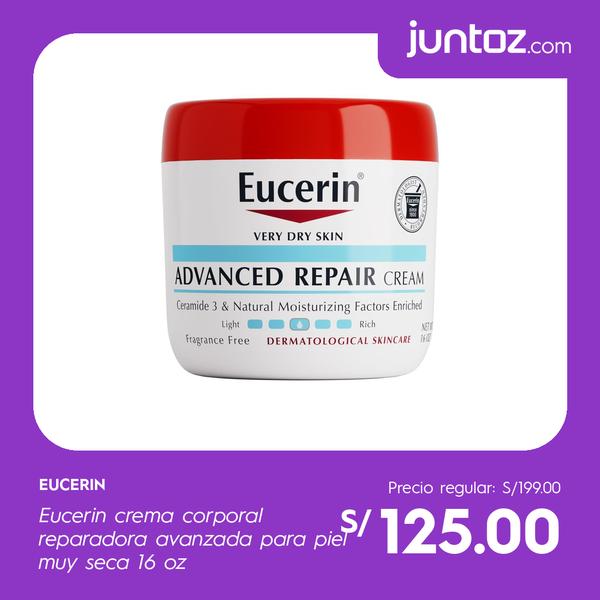 juntoz.com
Eucerin®
VERY DRY SKIN
ADVANCED REPAIR CREAM
Ceramide 3 & Natural Moisturizing Factors Enriched
Light Rich
Fragrance Free DERMATOLOGICAL SKINCARE
EUCERIN
Eucerin crema corporal
reparadora avanzada para piel
muy seca 16 oz
Precio regular: S/199.00
S/125.00